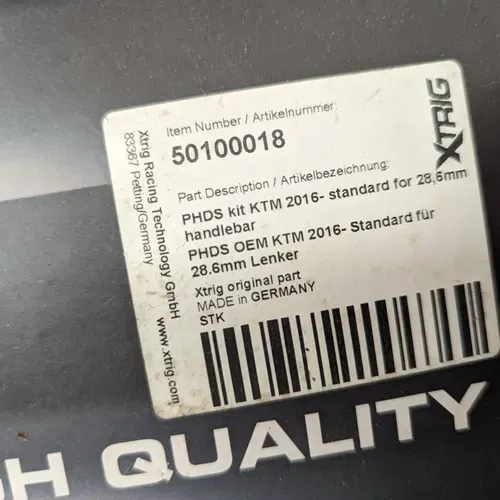 Item Number / Artikelnummer:
50100018
XTRIG
Part Description / Artikelbezeichnung:
PHDS kit KTM 2016- standard for 28,6mm
handlebar
PHDS OEM KTM 2016- Standard für
28.6mm Lenker
Xtrig original part
MADE in GERMANY
STK
Xtrig Racing Technology GmbH
83367 Petting/Germany
www.xtrig.com
GH QUALITY